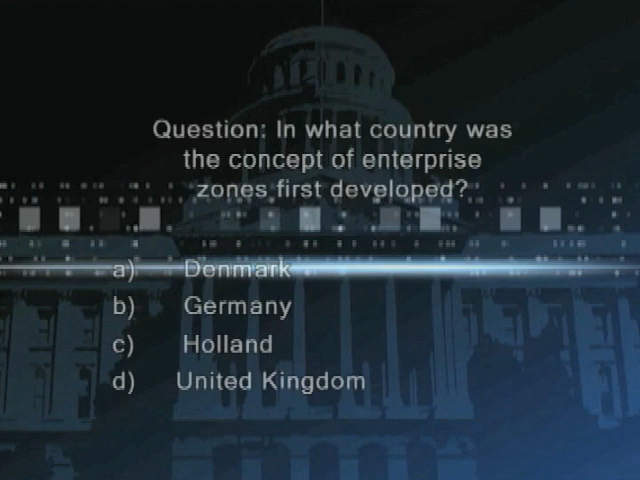 Question: In what country was
the concept of enterprise
zones first developed?
a) Denmark
b) Germany
c) Holland
d) United Kingdom